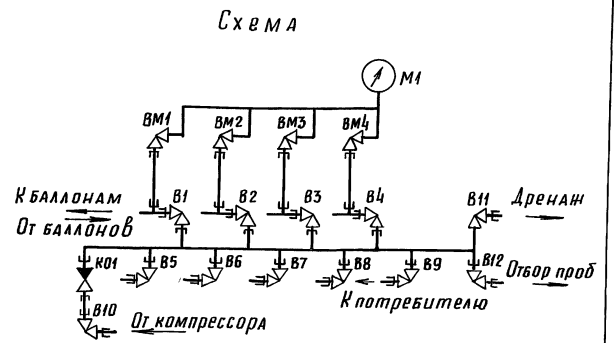 Схема
М1
ВМ1 ВМ2 ВМ3 ВМ4
К баллонам В1 В2 В3 В4 В11 Дренаж
От баллонов
КО1 В5 В6 В7 В8 В9 В12 Отбор проб
К потребителю
В10 От компрессора